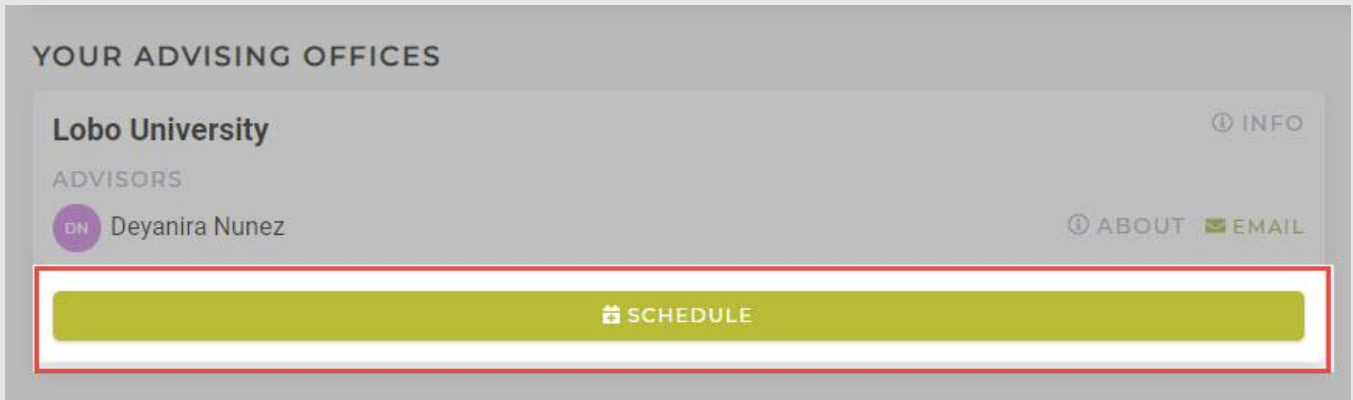 YOUR ADVISING OFFICES
Lobo University
INFO
ADVISORS
DN Deyanira Nunez
ABOUT EMAIL
SCHEDULE